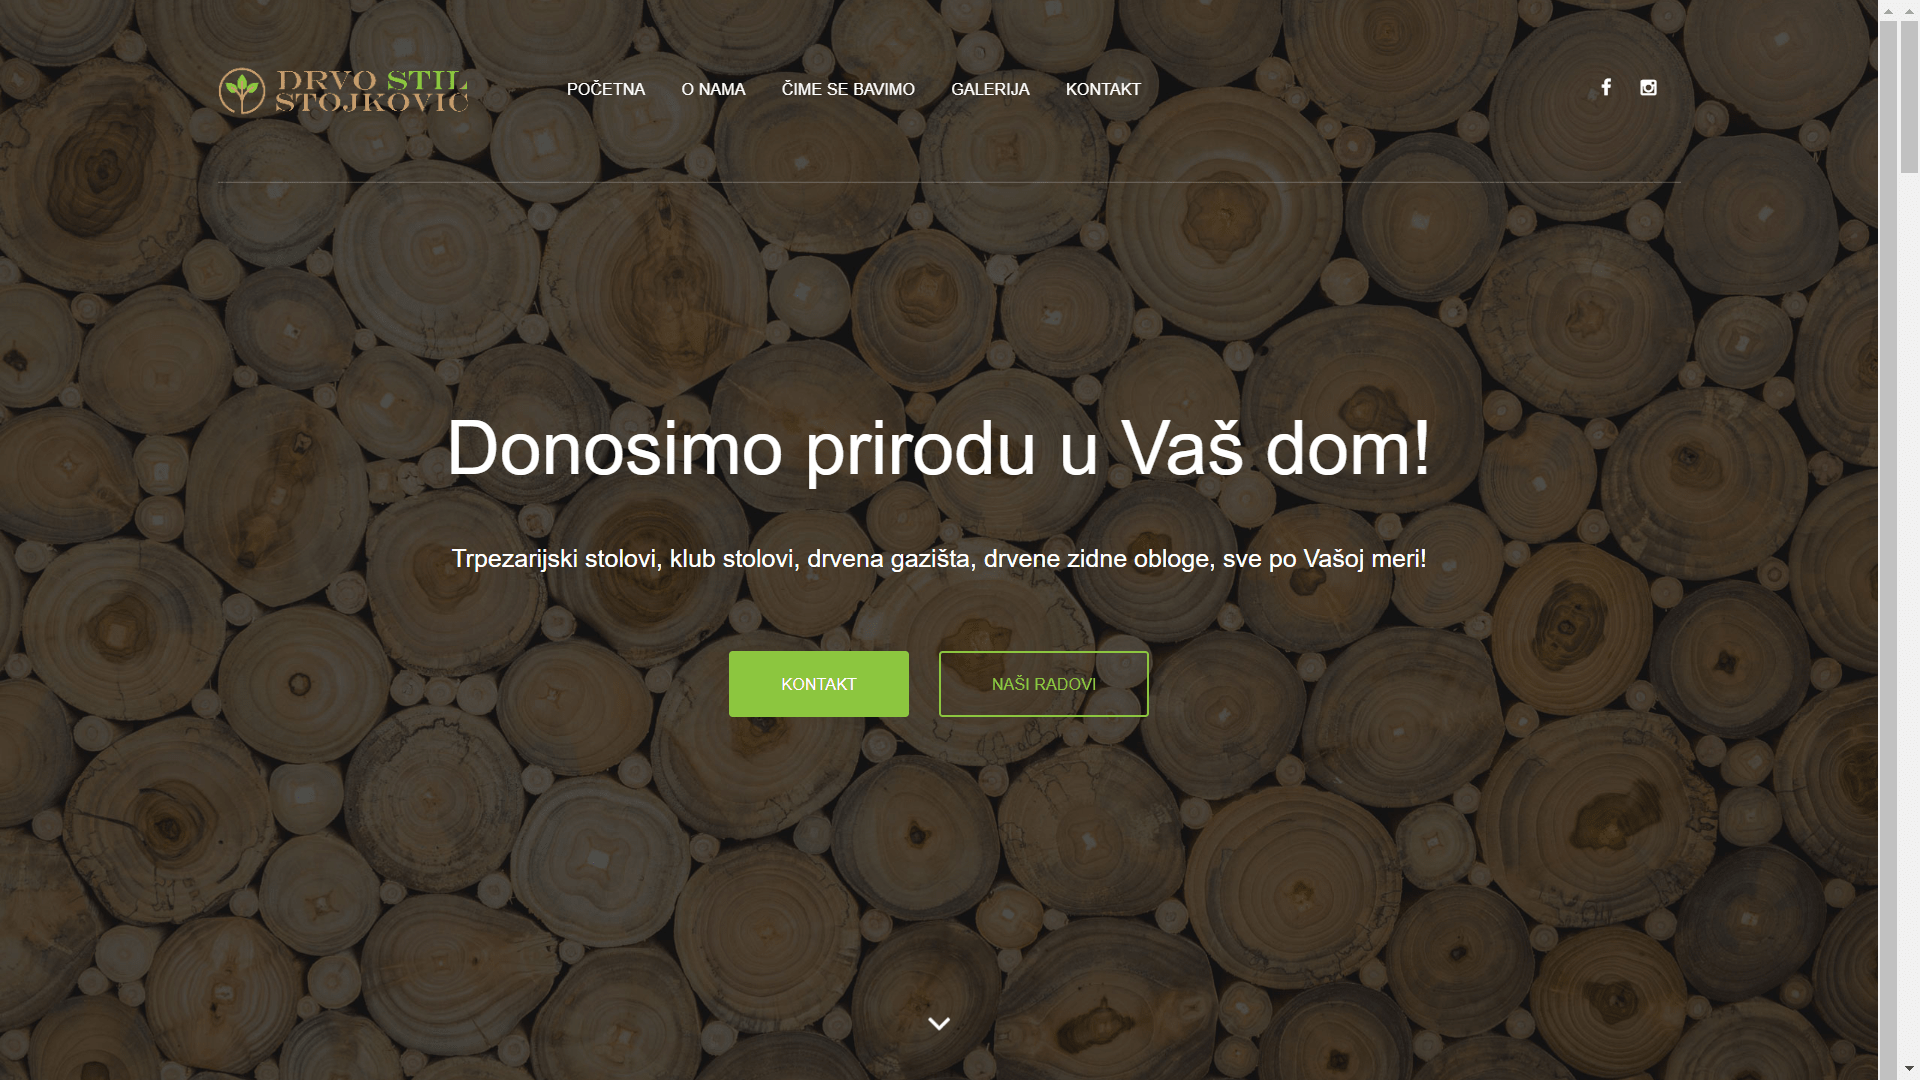 DRVO STIL
STOJKOVIĆ
POČETNA
O NAMA
ČIME SE BAVIMO
GALERIJA
KONTAKT
Donosimo prirodu u Vaš dom!
Trpezarijski stolovi, klub stolovi, drvena gazišta, drvene zidne obloge, sve po Vašoj meri!
KONTAKT
NAŠI RADOVI